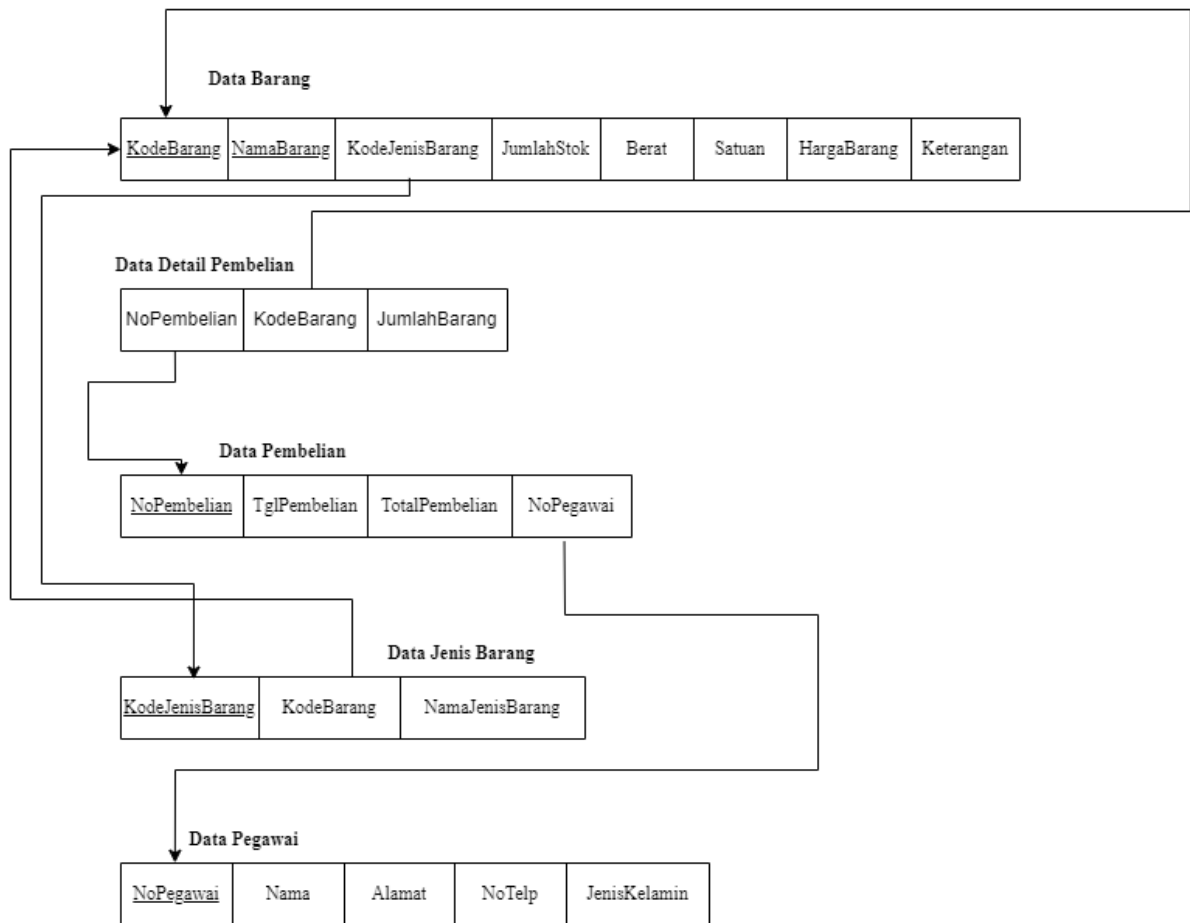 Data Barang
KodeBarang NamaBarang KodeJenisBarang JumlahStok Berat Satuan HargaBarang Keterangan
Data Detail Pembelian
NoPembelian KodeBarang JumlahBarang
Data Pembelian
NoPembelian TglPembelian TotalPembelian NoPegawai
Data Jenis Barang
KodeJenisBarang KodeBarang NamaJenisBarang
Data Pegawai
NoPegawai Nama Alamat NoTelp JenisKelamin